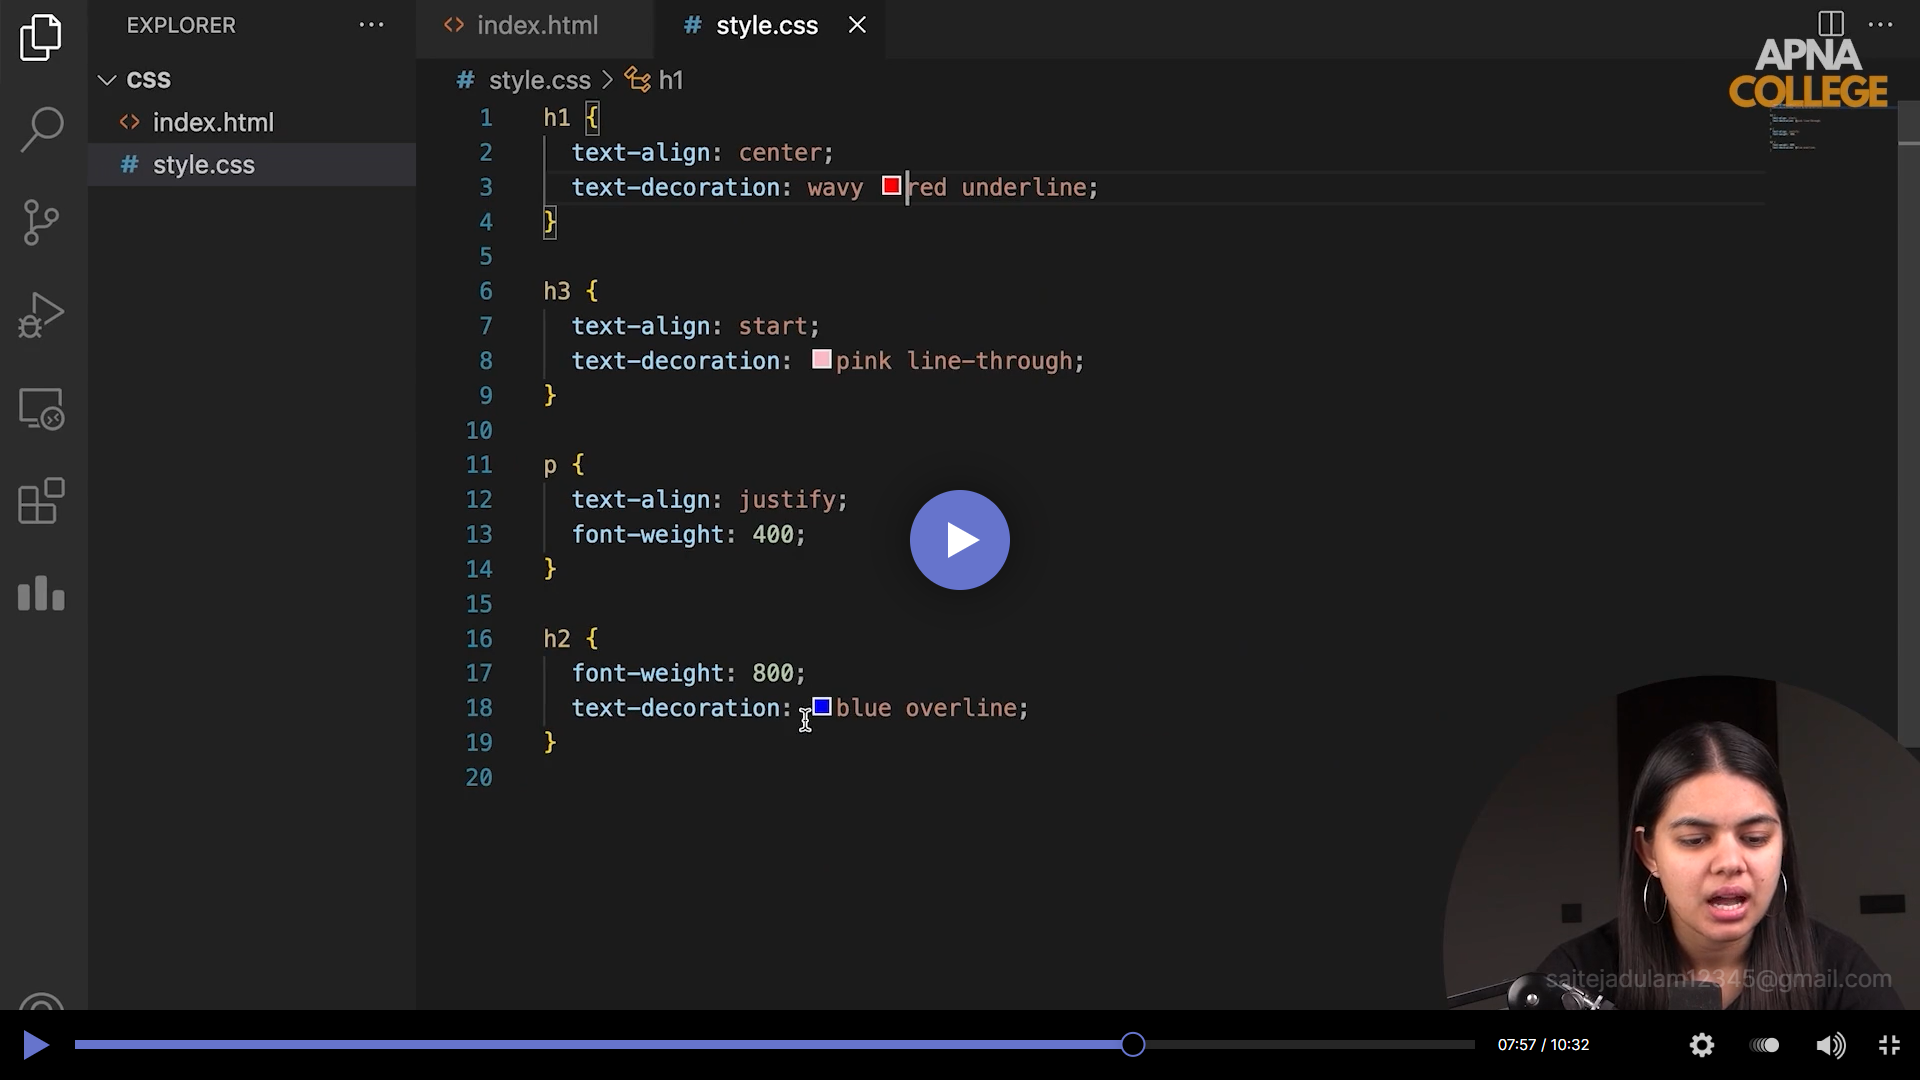 EXPLORER
index.html
style.css
APNA
COLLEGE
CSS
style.css > h1
index.html
style.css
1 h1 {
2 text-align: center;
3 text-decoration: wavy red underline;
4 }
5
6 h3 {
7 text-align: start;
8 text-decoration: pink line-through;
9 }
10
11 p {
12 text-align: justify;
13 font-weight: 400;
14 }
15
16 h2 {
17 font-weight: 800;
18 text-decoration: blue overline;
19 }
20
saitejadulam12345@gmail.com
07:57 / 10:32